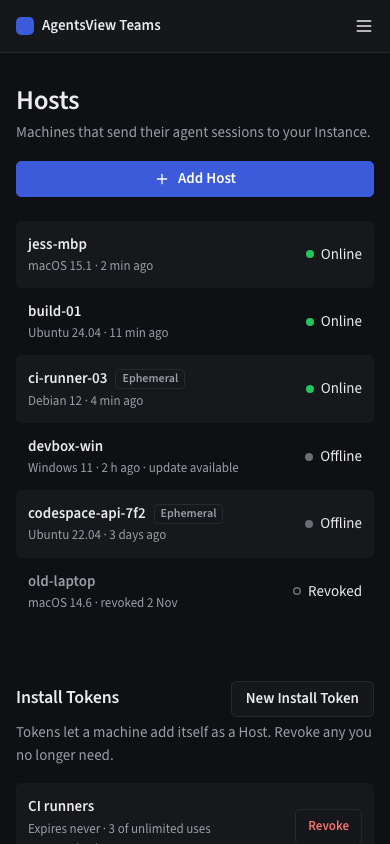 AgentsView Teams
Hosts
Machines that send their agent sessions to your Instance.
+ Add Host
jess-mbp
macOS 15.1 · 2 min ago
Online
build-01
Ubuntu 24.04 · 11 min ago
Online
ci-runner-03 Ephemeral
Debian 12 · 4 min ago
Online
devbox-win
Windows 11 · 2 h ago · update available
Offline
codespace-api-7f2 Ephemeral
Ubuntu 22.04 · 3 days ago
Offline
old-laptop
macOS 14.6 · revoked 2 Nov
Revoked
Install Tokens
New Install Token
Tokens let a machine add itself as a Host. Revoke any you
no longer need.
CI runners
Expires never · 3 of unlimited uses
Revoke